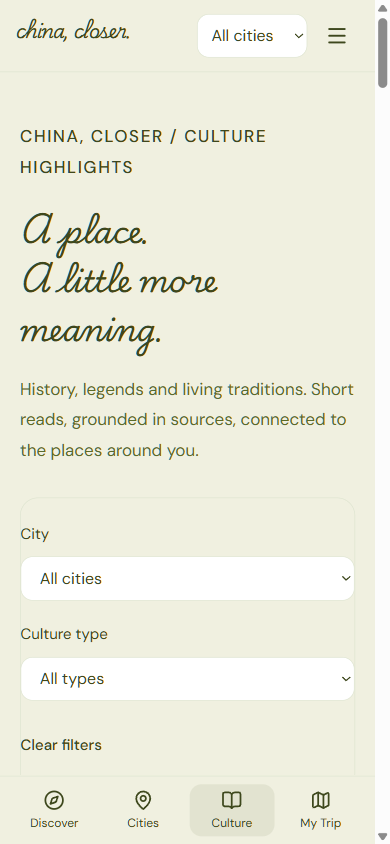 china, closer.
All cities
CHINA, CLOSER / CULTURE
HIGHLIGHTS
A place.
A little more
meaning.
History, legends and living traditions. Short
reads, grounded in sources, connected to
the places around you.
City
All cities
Culture type
All types
Clear filters
Discover
Cities
Culture
My Trip